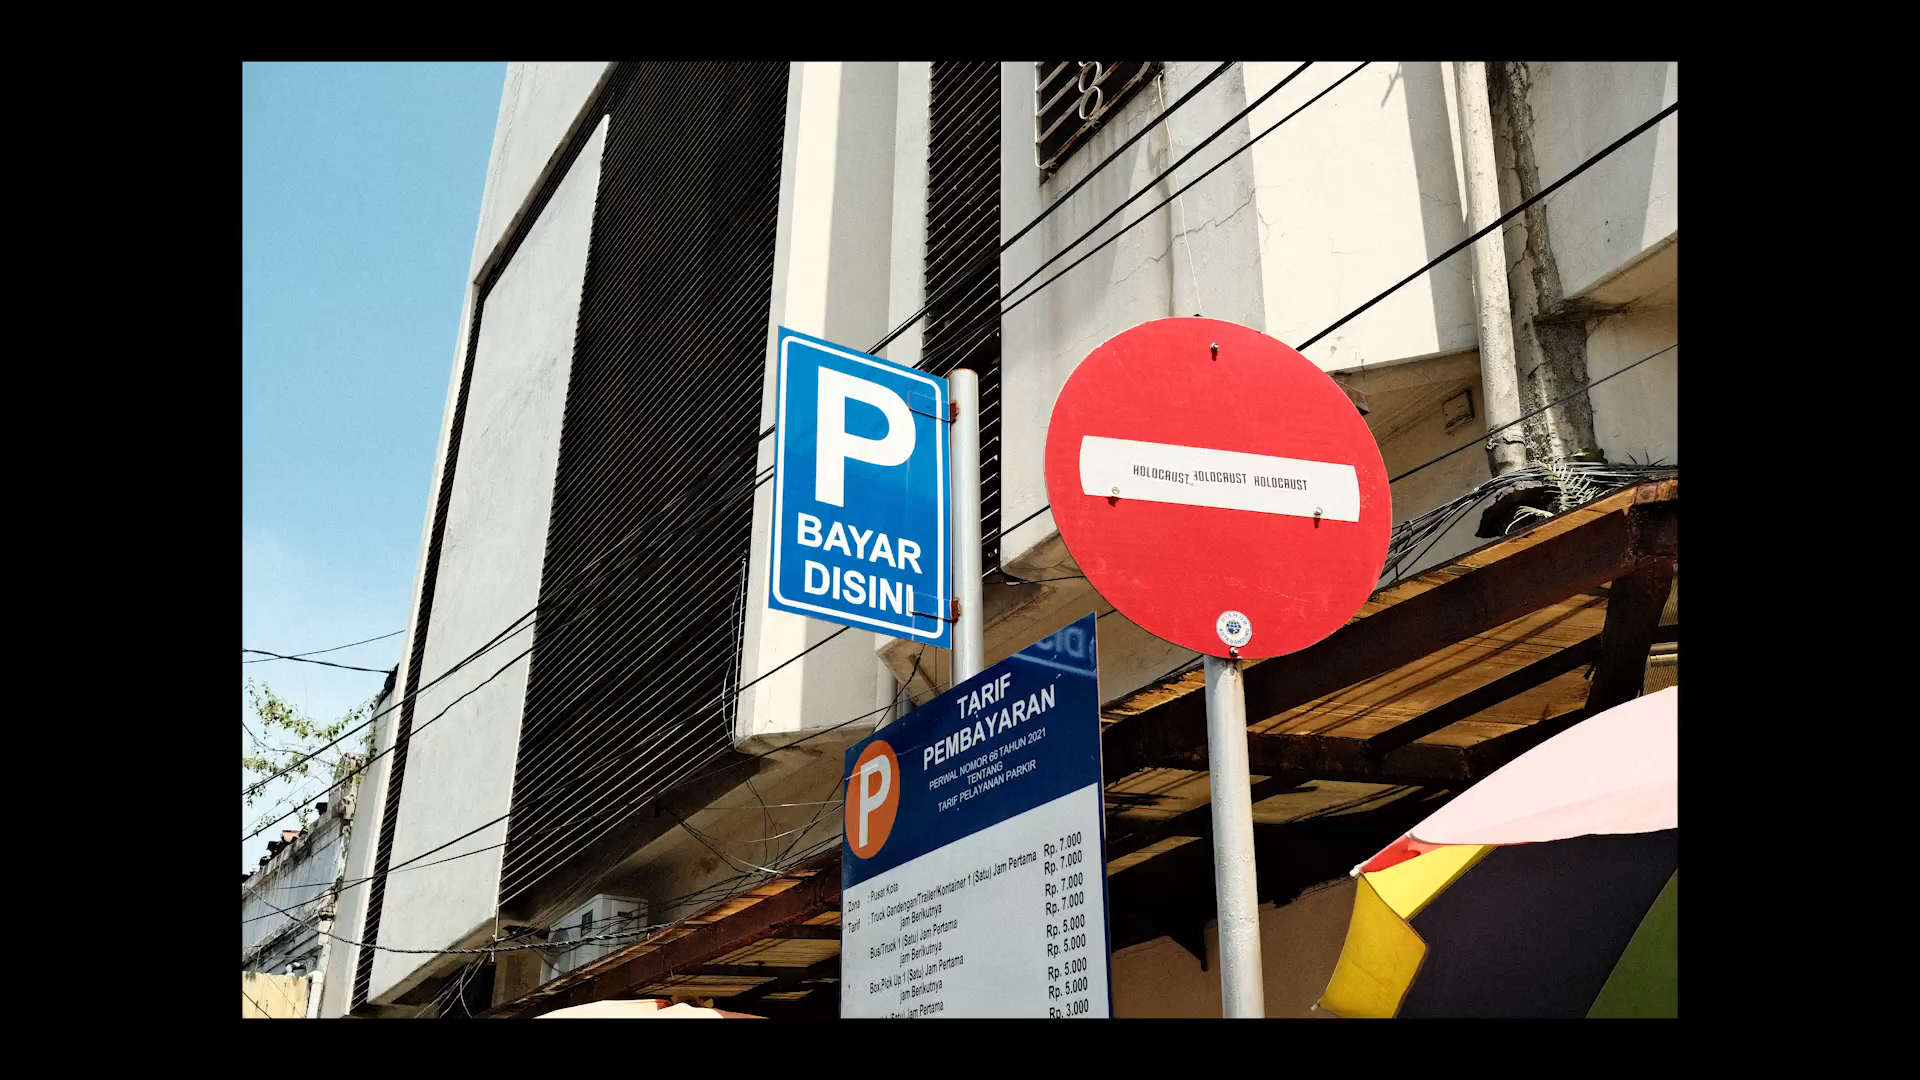 P
BAYAR
DISINI
HOLOCRUST HOLOCRUST HOLOCRUST
TARIF
PEMBAYARAN
PERWAL NOMOR 66 TAHUN 2021
TENTANG
TARIF PELAYANAN PARKIR
P
Zona : Pusat Kota
Tarif : Truck Gandengan/Trailer/Kontainer 1 (Satu) Jam Pertama Rp. 7.000
jam Berikutnya Rp. 7.000
Bus/Truck 1 (Satu) Jam Pertama Rp. 7.000
jam Berikutnya Rp. 7.000
Box,Pick Up 1 (Satu) Jam Pertama Rp. 5.000
jam Berikutnya Rp. 5.000
(Satu) Jam Pertama Rp. 5.000
Rp. 5.000
Rp. 3.000